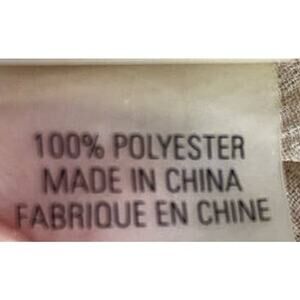 100% POLYESTER
MADE IN CHINA
FABRIQUE EN CHINE